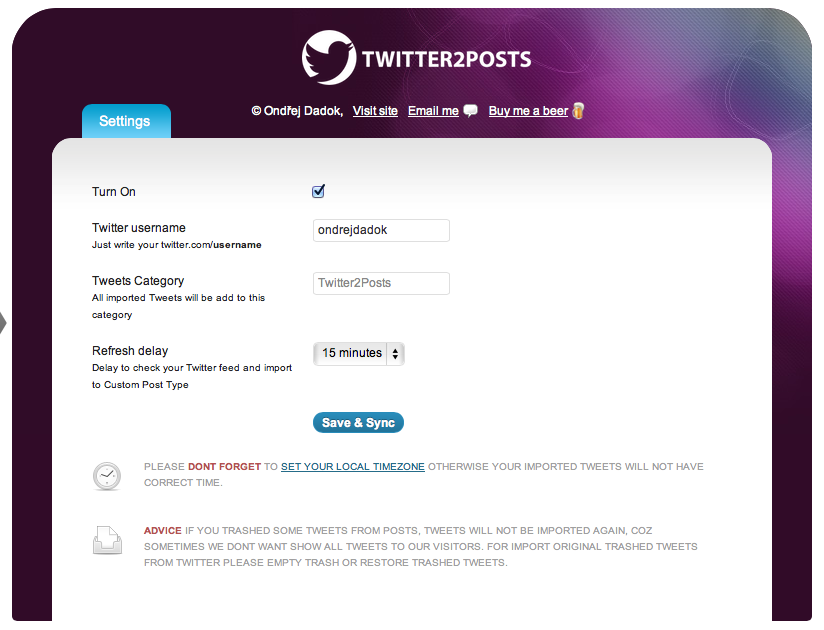 TWITTER2POSTS
© Ondřej Dadok, Visit site Email me Buy me a beer
Settings
Turn On
Twitter username
Just write your twitter.com/username
ondrejdadok
Tweets Category
All imported Tweets will be add to this
category
Twitter2Posts
Refresh delay
Delay to check your Twitter feed and import
to Custom Post Type
15 minutes
Save & Sync
PLEASE DONT FORGET TO SET YOUR LOCAL TIMEZONE OTHERWISE YOUR IMPORTED TWEETS WILL NOT HAVE
CORRECT TIME.
ADVICE IF YOU TRASHED SOME TWEETS FROM POSTS, TWEETS WILL NOT BE IMPORTED AGAIN, COZ
SOMETIMES WE DONT WANT SHOW ALL TWEETS TO OUR VISITORS. FOR IMPORT ORIGINAL TRASHED TWEETS
FROM TWITTER PLEASE EMPTY TRASH OR RESTORE TRASHED TWEETS.